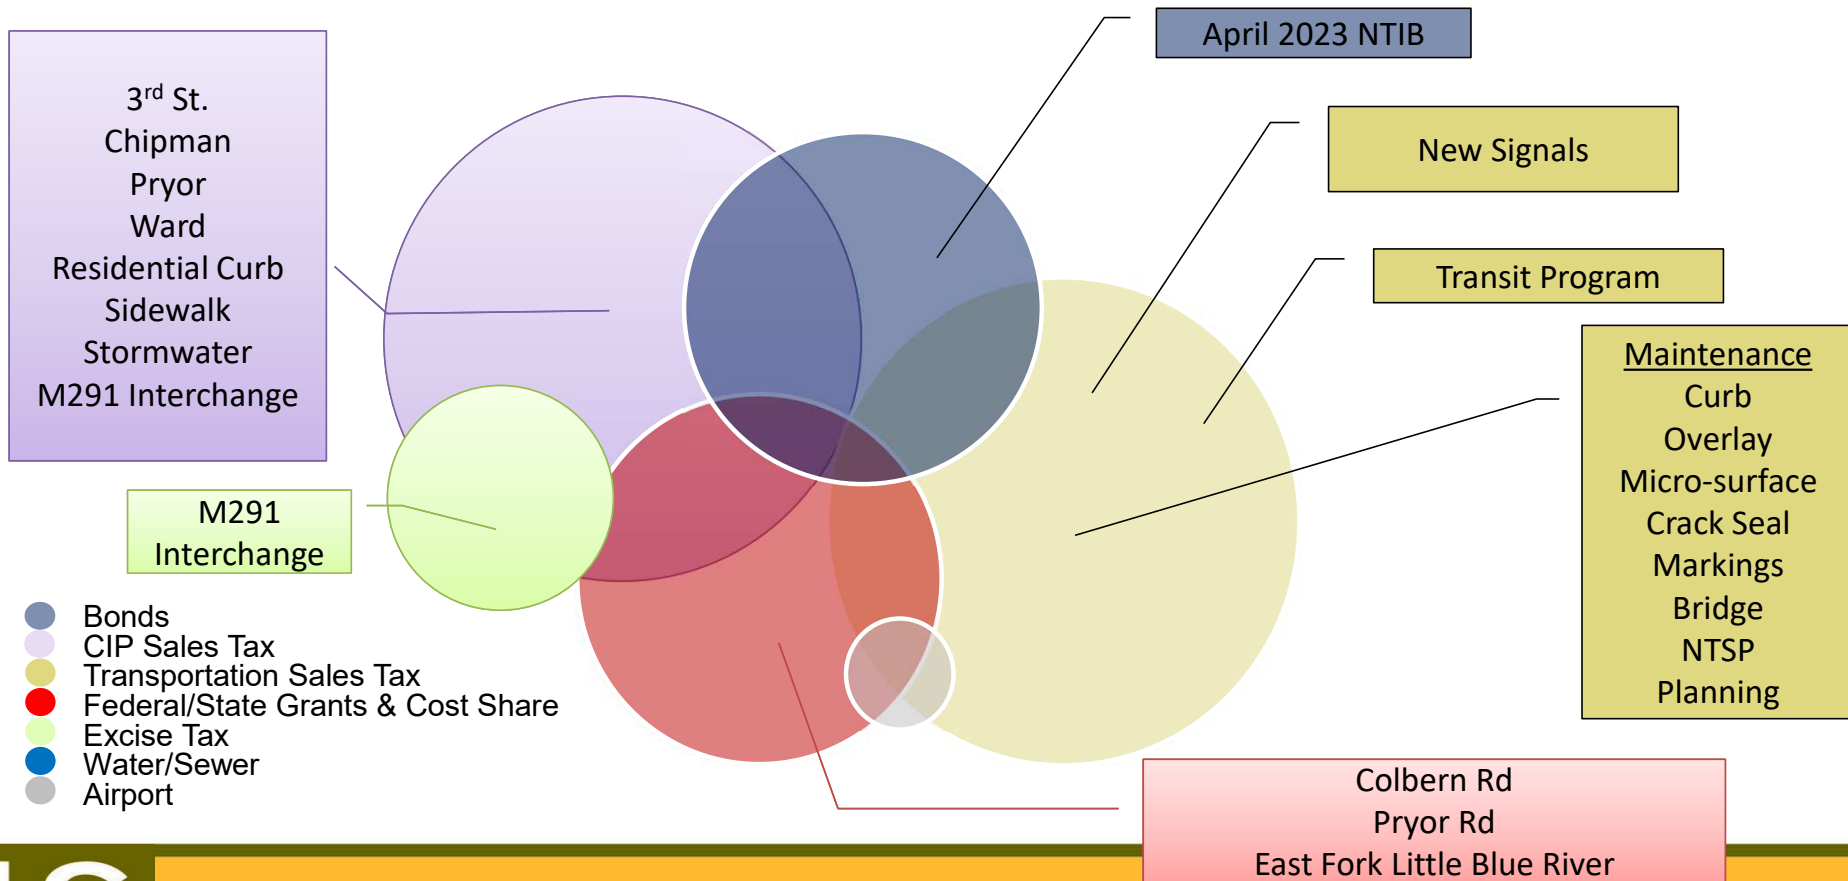 April 2023 NTIB
3rd St.
Chipman
Pryor
Ward
Residential Curb
Sidewalk
Stormwater
M291 Interchange
New Signals
Transit Program
Maintenance
Curb
Overlay
Micro-surface
Crack Seal
Markings
Bridge
NTSP
Planning
M291
Interchange
Bonds
CIP Sales Tax
Transportation Sales Tax
Federal/State Grants & Cost Share
Excise Tax
Water/Sewer
Airport
Colbern Rd
Pryor Rd
East Fork Little Blue River